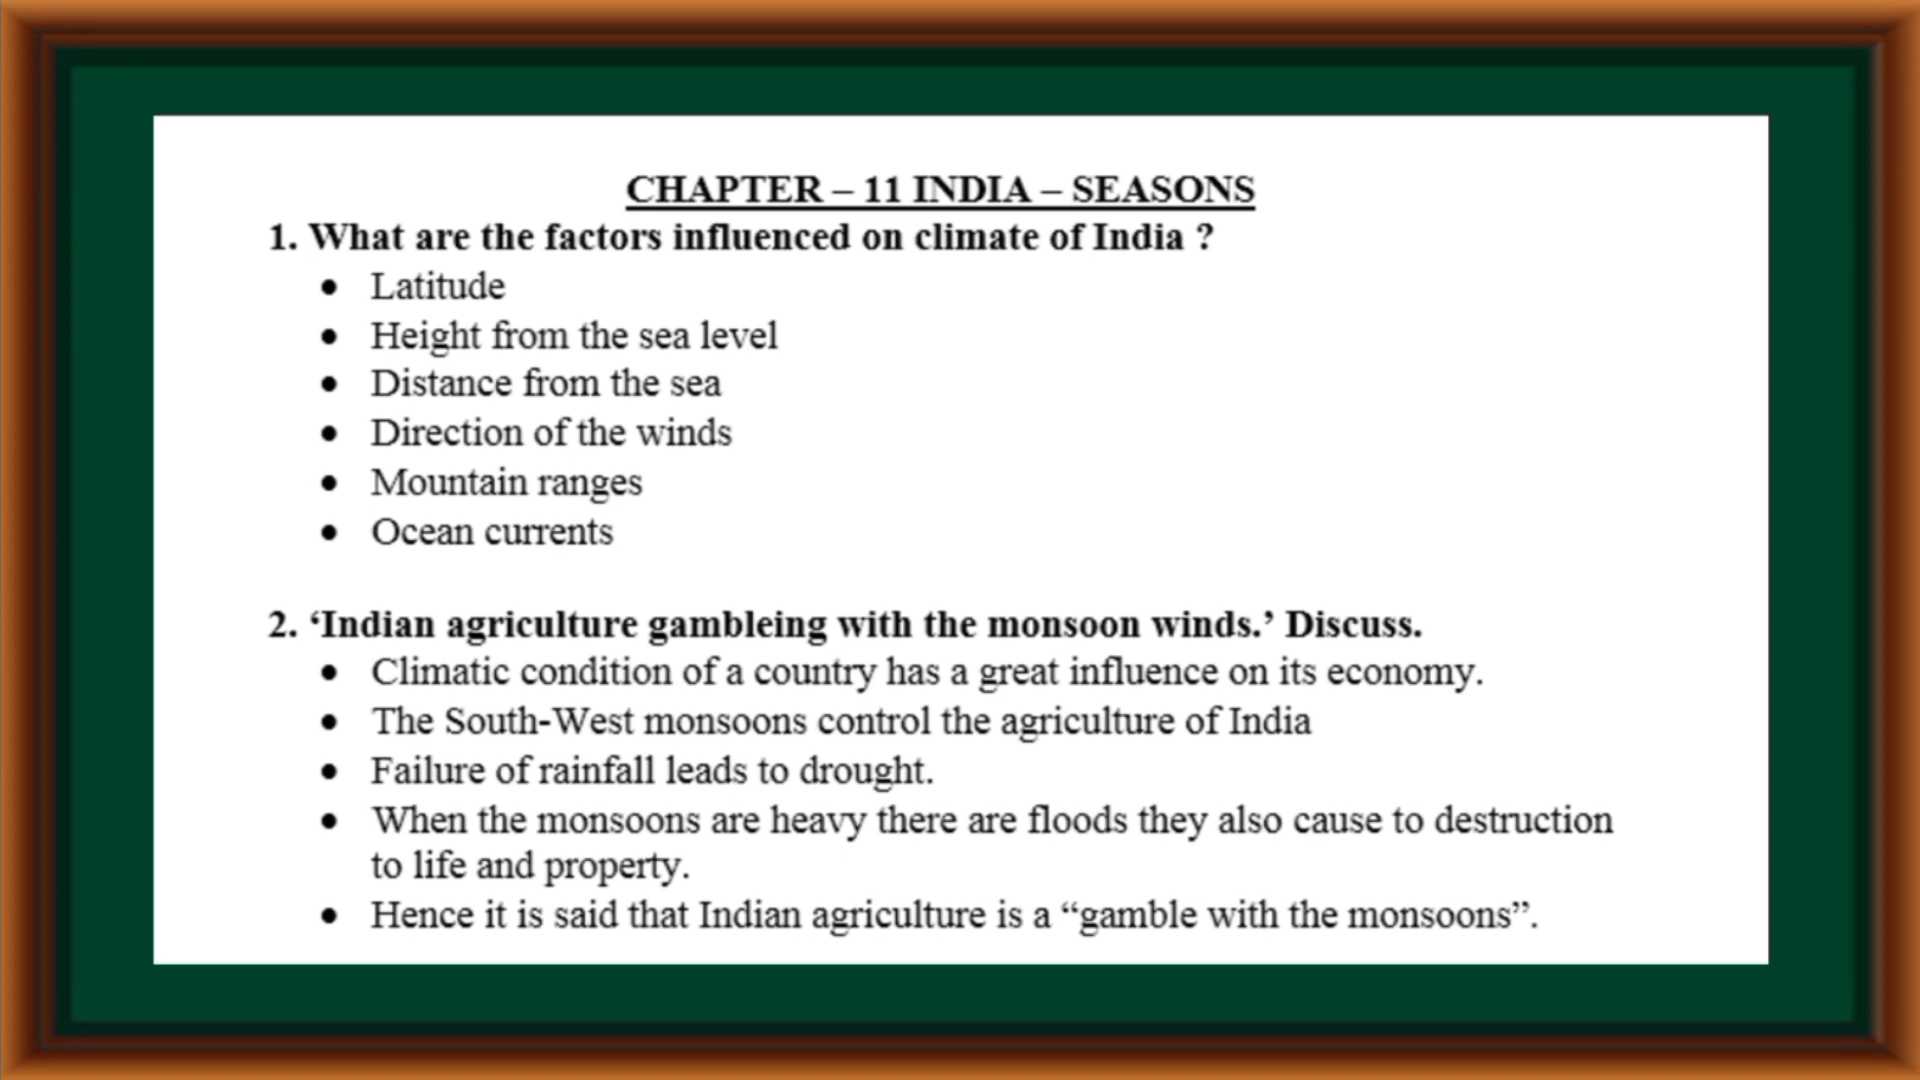 CHAPTER – 11 INDIA – SEASONS
1. What are the factors influenced on climate of India ?
• Latitude
• Height from the sea level
• Distance from the sea
• Direction of the winds
• Mountain ranges
• Ocean currents
2. ‘Indian agriculture gambleing with the monsoon winds.’ Discuss.
• Climatic condition of a country has a great influence on its economy.
• The South-West monsoons control the agriculture of India
• Failure of rainfall leads to drought.
• When the monsoons are heavy there are floods they also cause to destruction
to life and property.
• Hence it is said that Indian agriculture is a “gamble with the monsoons”.